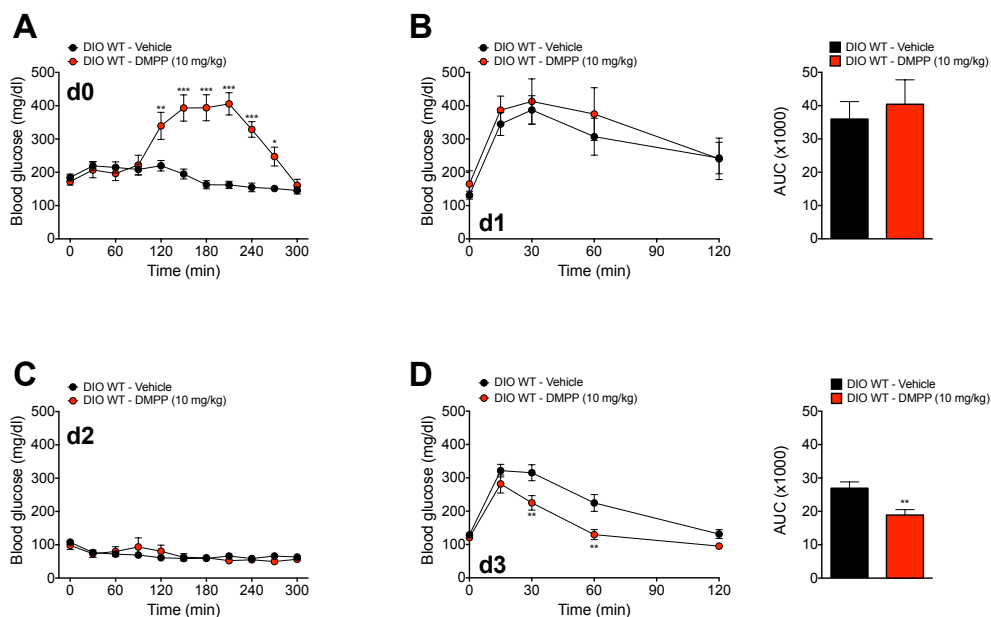 A
DIO WT - Vehicle
DIO WT - DMPP (10 mg/kg)
d0
Blood glucose (mg/dl)
500
400
300
200
100
0
** *** *** *** *** *
0 60 120 180 240 300
Time (min)
B
DIO WT - Vehicle
DIO WT - DMPP (10 mg/kg)
d1
Blood glucose (mg/dl)
500
400
300
200
100
0
0 30 60 90 120
Time (min)
DIO WT - Vehicle
DIO WT - DMPP (10 mg/kg)
AUC (x1000)
50
40
30
20
10
0
C
DIO WT - Vehicle
DIO WT - DMPP (10 mg/kg)
d2
Blood glucose (mg/dl)
500
400
300
200
100
0
0 60 120 180 240 300
Time (min)
D
DIO WT - Vehicle
DIO WT - DMPP (10 mg/kg)
d3
Blood glucose (mg/dl)
500
400
300
200
100
0
** **
0 30 60 90 120
Time (min)
DIO WT - Vehicle
DIO WT - DMPP (10 mg/kg)
AUC (x1000)
50
40
30
20
10
0
**